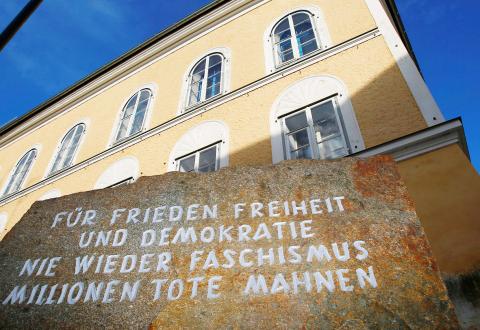 FÜR FRIEDEN FREIHEIT
UND DEMOKRATIE
NIE WIEDER FASCHISMUS
MILLIONEN TOTE MAHNEN